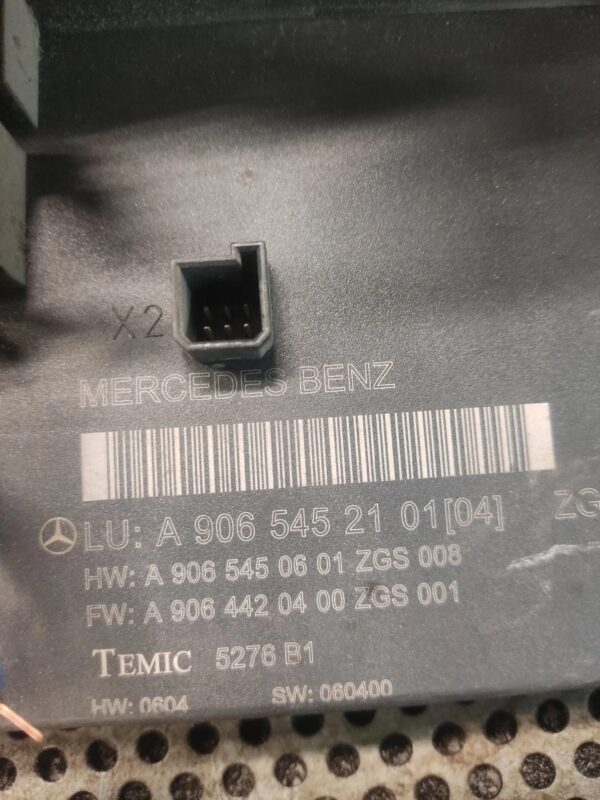 X2
MERCEDES BENZ
LU: A 906 545 21 01[04] ZG
HW: A 906 545 06 01 ZGS 008
FW: A 906 442 04 00 ZGS 001
TEMIC 5276 B1
HW: 0604 SW: 060400